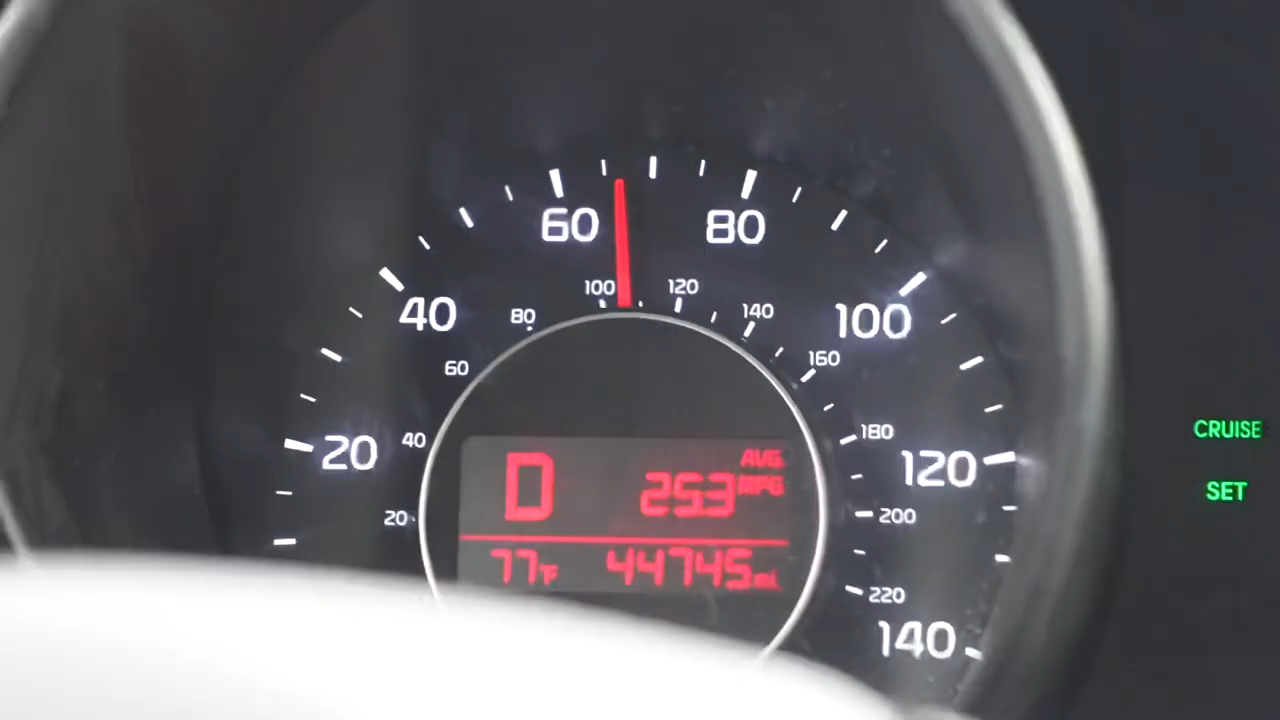 60 80
100 120
40 80 140 100
60 160
20 40 180 120
AVG.
D 25.3 MPG
20 200
77°F 44745 mi
220
140
CRUISE
SET